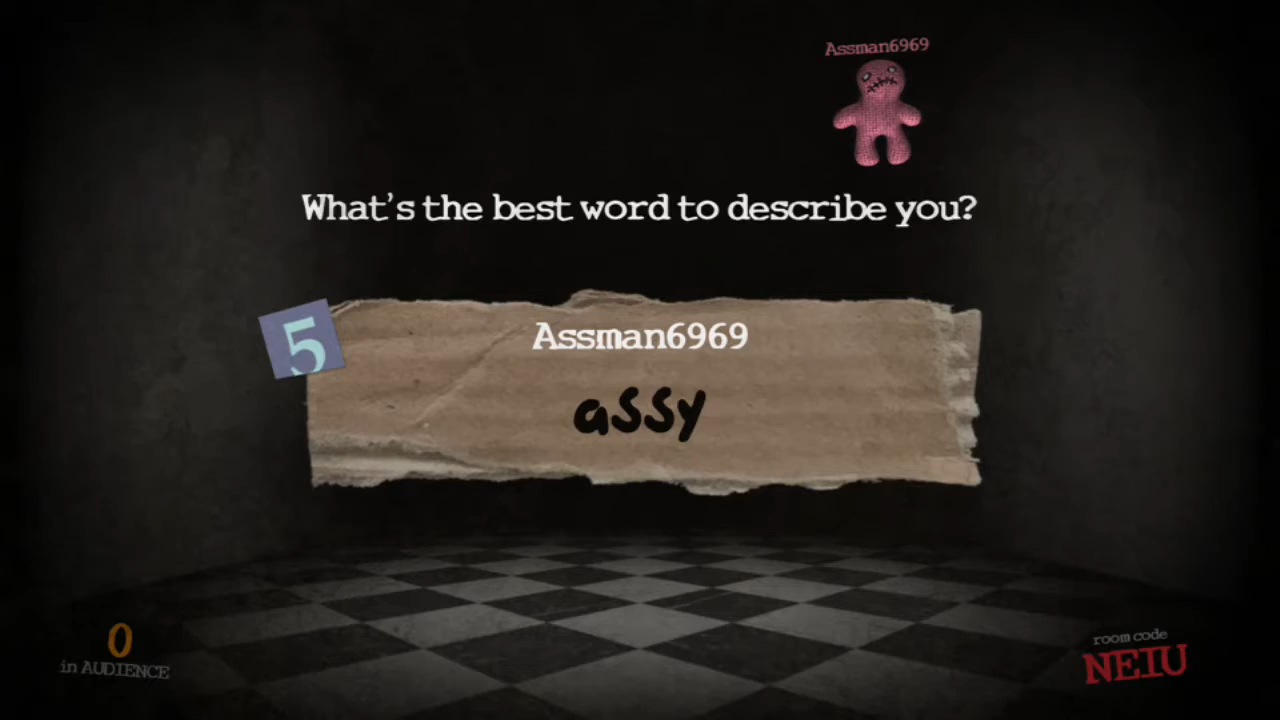 Assman6969
What's the best word to describe you?
5
Assman6969
assy
0
in AUDIENCE
room code
NEIU